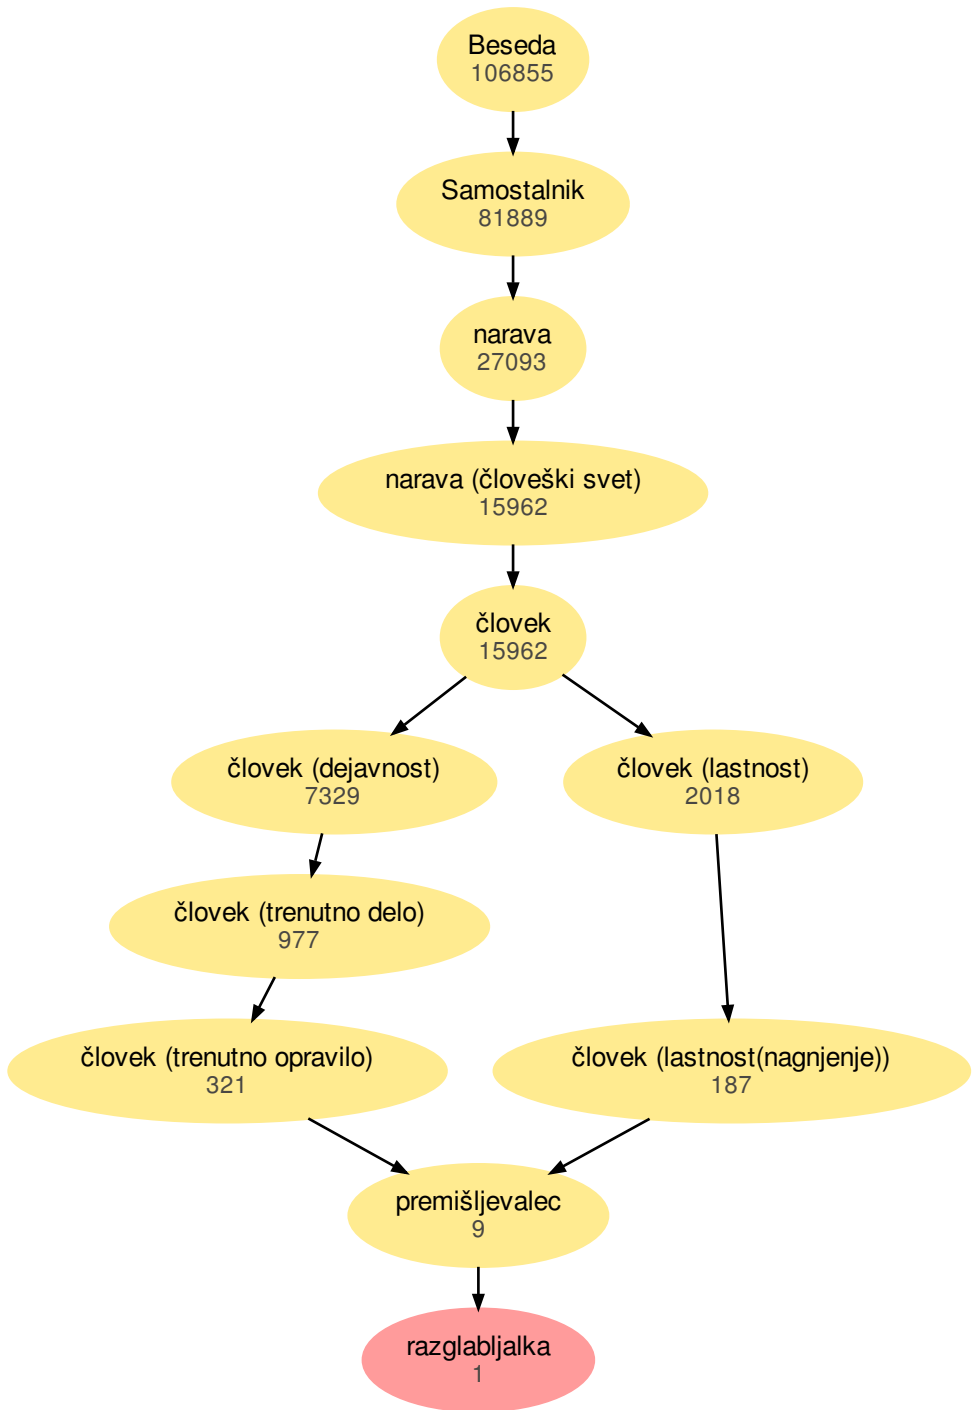 Beseda
106855
Samostalnik
81889
narava
27093
narava (človeški svet)
15962
človek
15962
človek (dejavnost)
7329
človek (lastnost)
2018
človek (trenutno delo)
977
človek (trenutno opravilo)
321
človek (lastnost(nagnjenje))
187
premišljevalec
9
razglabljalka
1